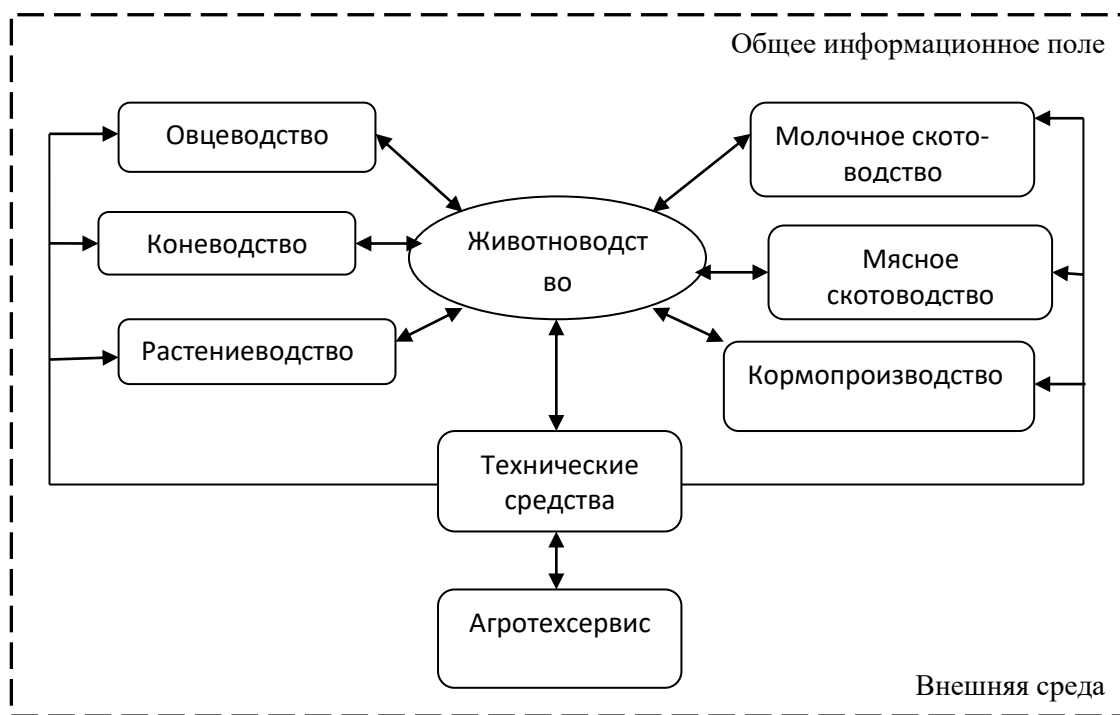 Общее информационное поле
Овцеводство
Молочное ското-
водство
Коневодство
Животноводст
во
Мясное
скотоводство
Растениеводство
Кормопроизводство
Технические
средства
Агротехсервис
Внешняя среда